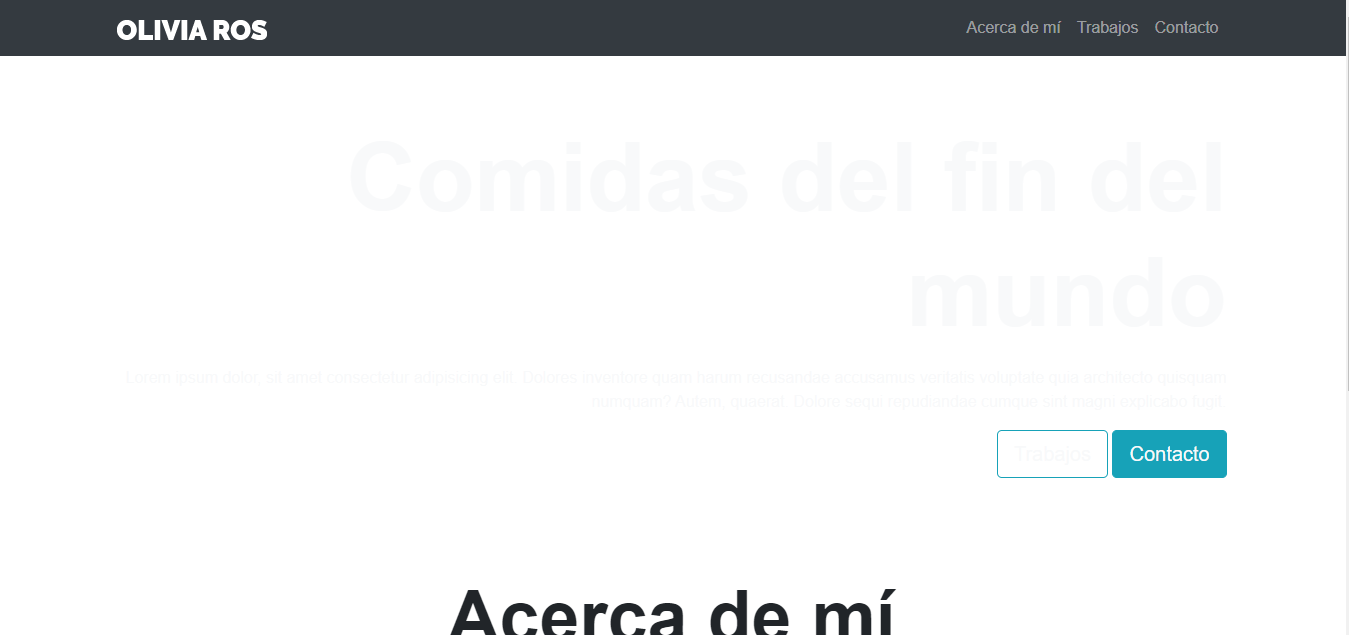 OLIVIA ROS
Acerca de mí Trabajos Contacto
Comidas del fin del
mundo
Lorem ipsum dolor, sit amet consectetur adipisicing elit. Dolores inventore quam harum recusandae accusamus veritatis voluptate quia architecto quisquam
numquam? Autem, quaerat. Dolore sequi repudiandae cumque sint magni explicabo fugit.
Trabajos Contacto
Acerca de mí